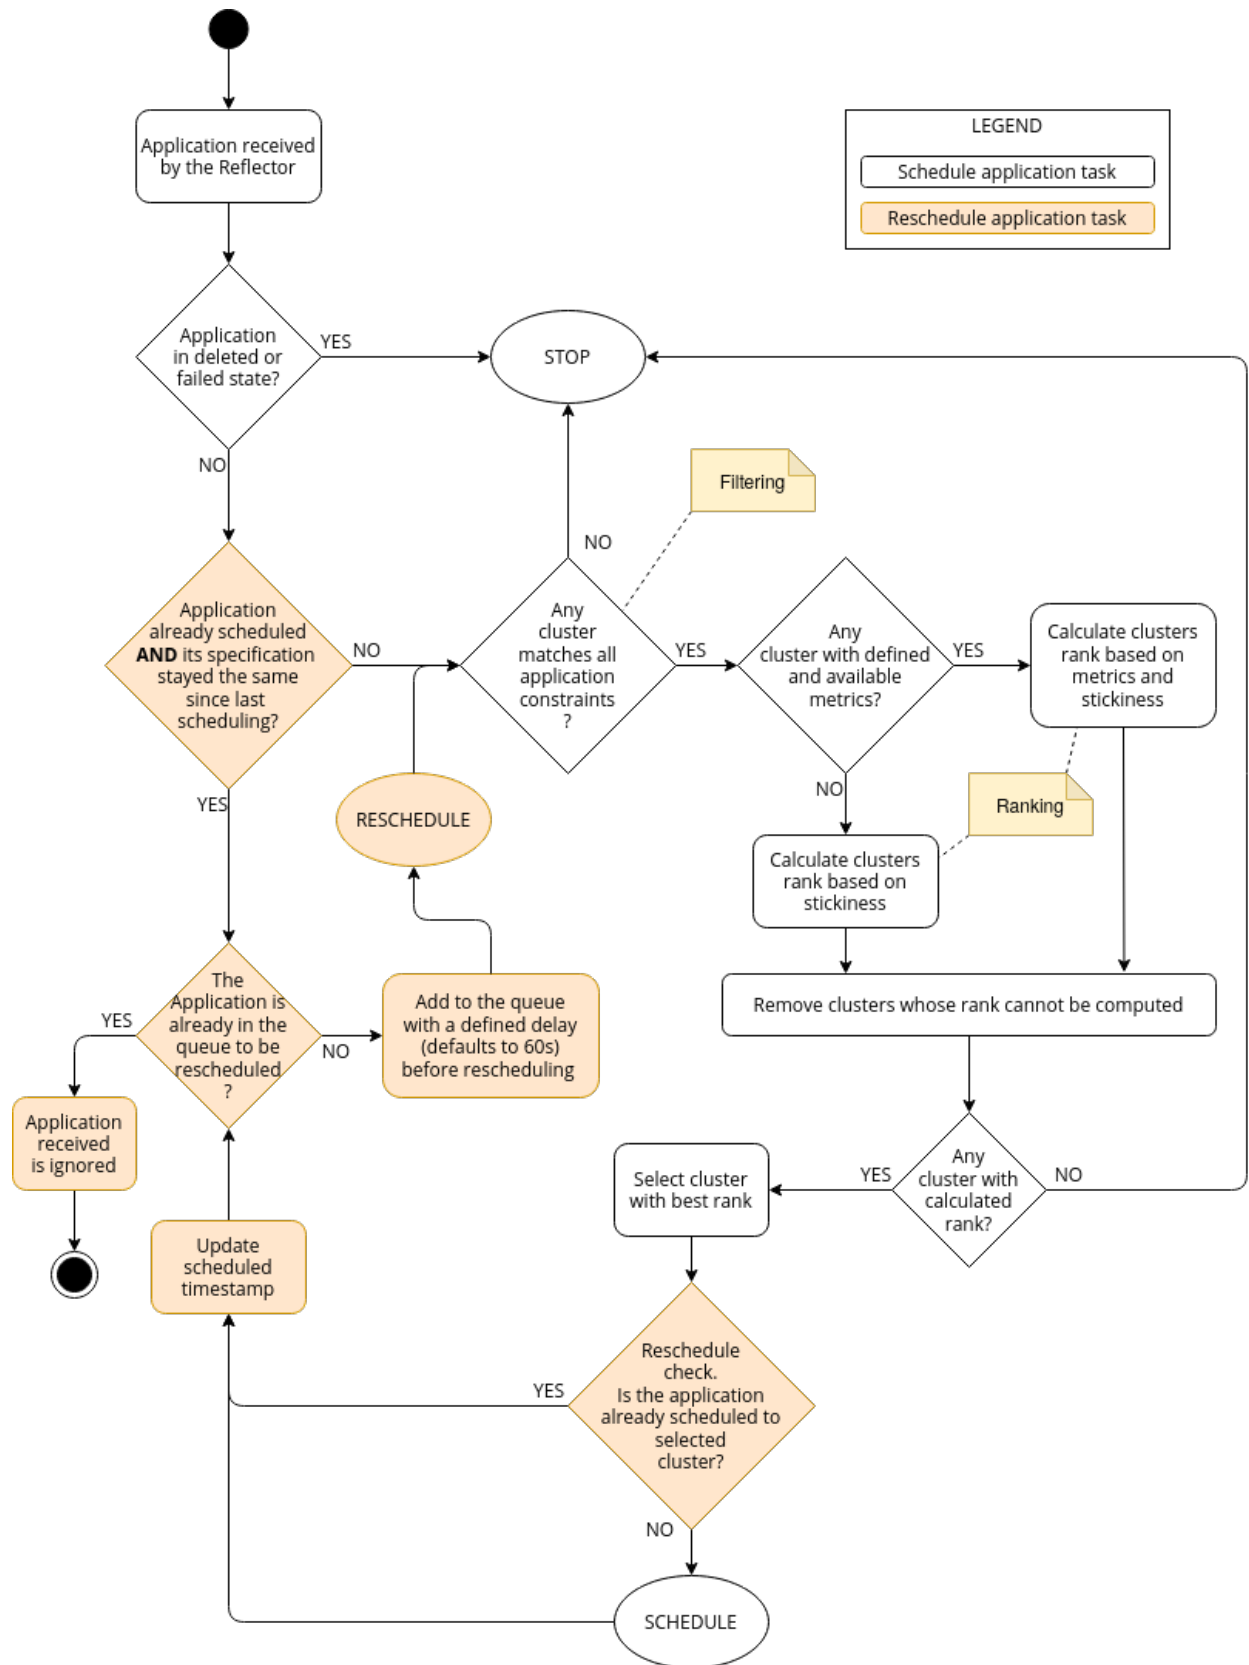 Application received
by the Reflector
LEGEND
Schedule application task
Reschedule application task
Application
in deleted or
failed state?
YES
STOP
NO
Filtering
NO
Application
already scheduled
AND its specification
stayed the same
since last
scheduling?
NO
Any
cluster
matches all
application
constraints
?
YES
Any
cluster with defined
and available
metrics?
YES
Calculate clusters
rank based on
metrics and
stickiness
YES
RESCHEDULE
NO
Ranking
Calculate clusters
rank based on
stickiness
The
Application is
already in the
queue to be
rescheduled
?
YES
NO
Add to the queue
with a defined delay
(defaults to 60s)
before rescheduling
Remove clusters whose rank cannot be computed
Application
received
is ignored
Select cluster
with best rank
YES
Any
cluster with
calculated
rank?
NO
Update
scheduled
timestamp
Reschedule
check.
Is the application
already scheduled to
selected
cluster?
YES
NO
SCHEDULE